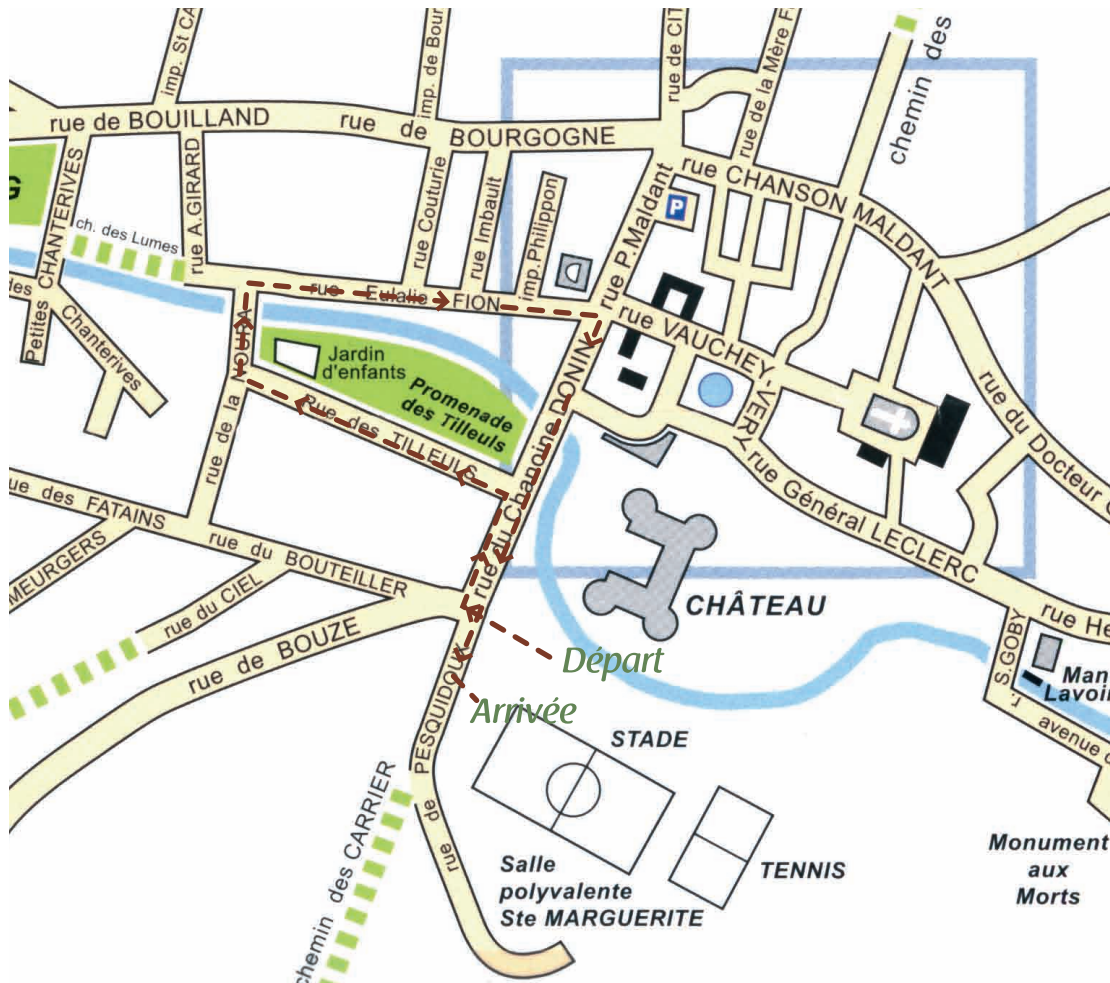 imp. St CA
imp. de Bour
rue de CIT
rue de la Mère F
chemin des
rue de BOUILLAND
rue de BOURGOGNE
rue CHANSON MALDANT
G
CHANTERIVES
Petites
ch. des Lumes
rue A. GIRARD
rue Couturie
rue Imbault
imp. Philippon
rue P. Maldant
P
des
Chanterives
rue Eulalie FION
rue VAUCHEY-VERY
Jardin
d'enfants
Promenade
des Tilleuls
Rue des TILLEULS
rue de la
rue du Chanoine DONNIN
rue du Docteur
rue Général LECLERC
ue des FATAINS
MEURGERS
rue du BOUTEILLER
rue du CIEL
rue de BOUZE
CHÂTEAU
Départ
Arrivée
rue de PESQUIDOUX
STADE
r. S. GOBY
rue He
Man
Lavoir
avenue
chemin des CARRIER
Salle
polyvalente
Ste MARGUERITE
TENNIS
Monument
aux
Morts